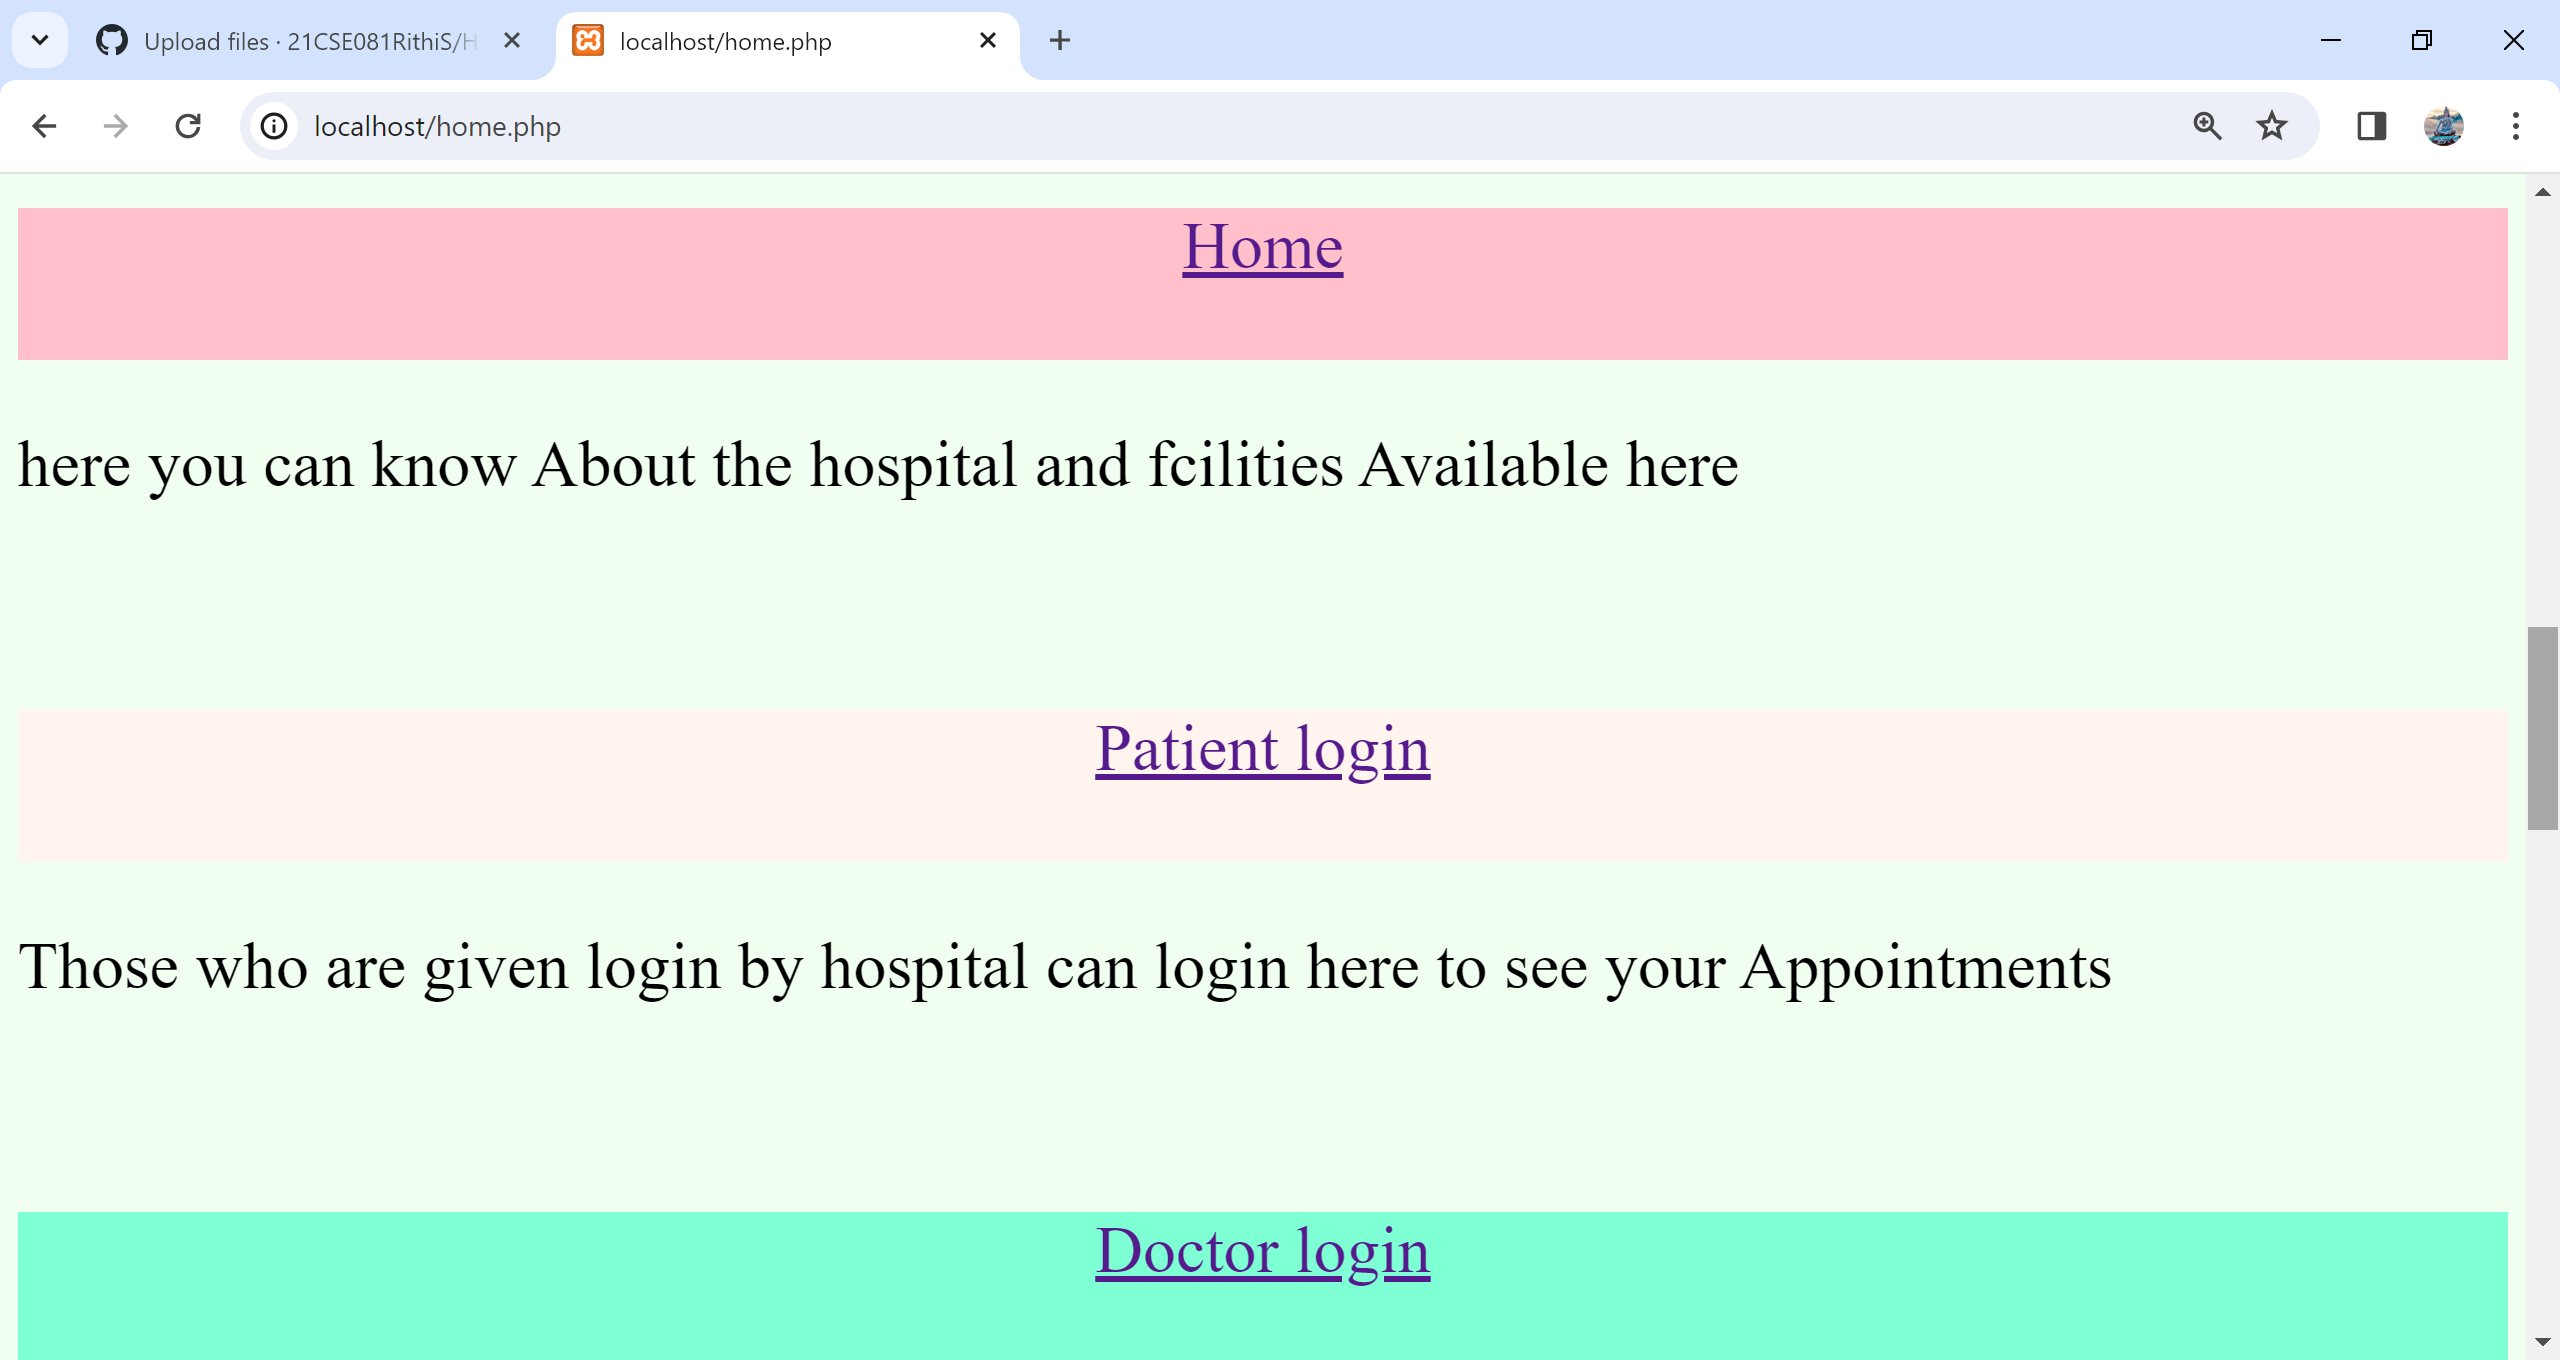 Upload files · 21CSE081RithiS/H
localhost/home.php
localhost/home.php
Home
here you can know About the hospital and fcilities Available here
Patient login
Those who are given login by hospital can login here to see your Appointments
Doctor login